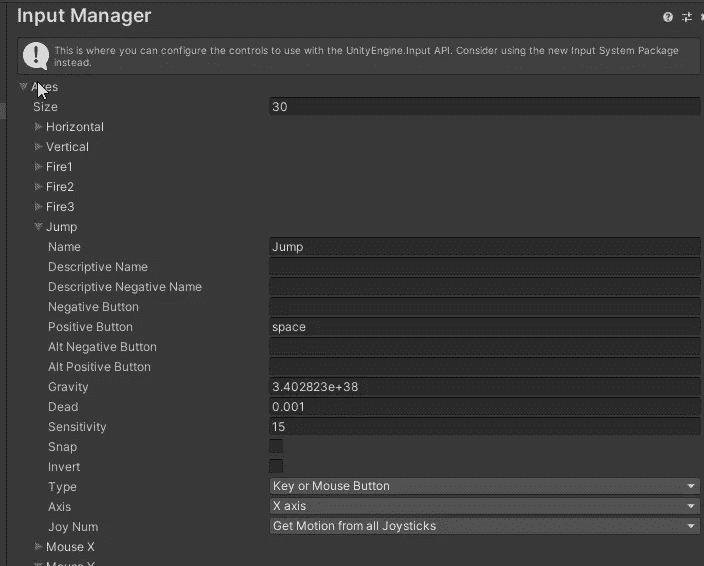 Input Manager
This is where you can configure the controls to use with the UnityEngine.Input API. Consider using the new Input System Package
instead.
Axes
Size 30
Horizontal
Vertical
Fire1
Fire2
Fire3
Jump
Name Jump
Descriptive Name
Descriptive Negative Name
Negative Button
Positive Button space
Alt Negative Button
Alt Positive Button
Gravity 3.402823e+38
Dead 0.001
Sensitivity 15
Snap
Invert
Type Key or Mouse Button
Axis X axis
Joy Num Get Motion from all Joysticks
Mouse X
Mouse Y